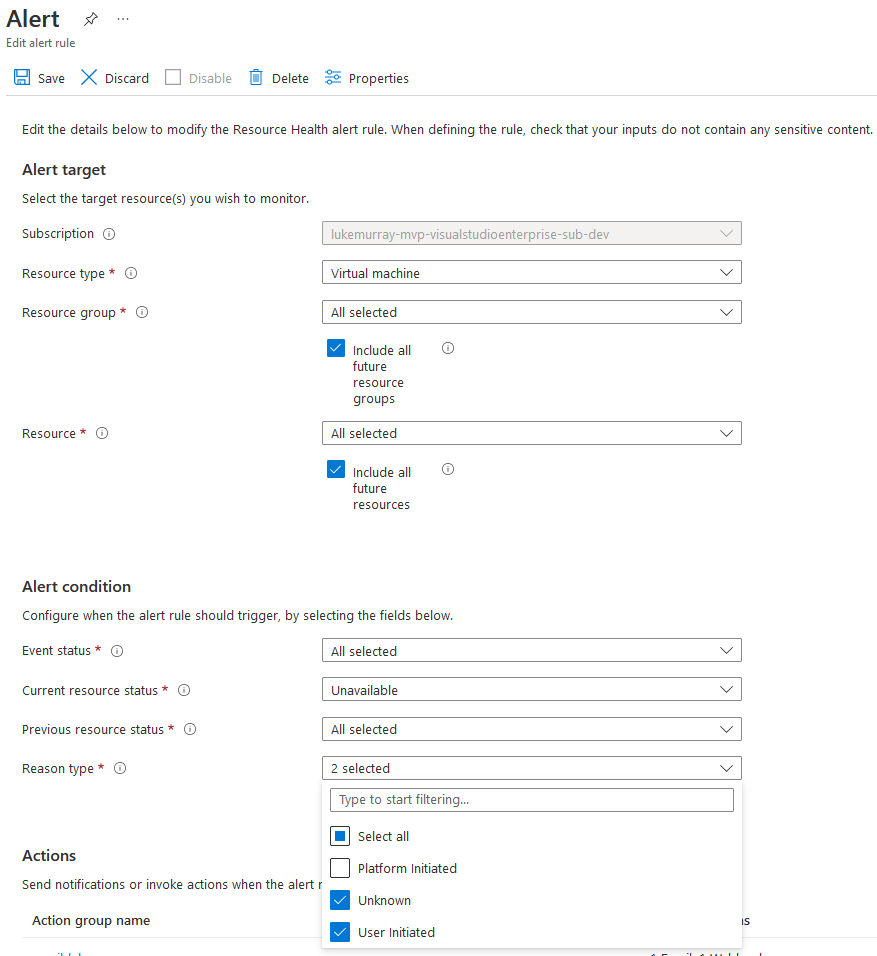 Alert
Edit alert rule
Save Discard Disable Delete Properties
Edit the details below to modify the Resource Health alert rule. When defining the rule, check that your inputs do not contain any sensitive content.
Alert target
Select the target resource(s) you wish to monitor.
Subscription lukemurray-mvp-visualstudioenterprise-sub-dev
Resource type * Virtual machine
Resource group * All selected
Include all
future
resource
groups
Resource * All selected
Include all
future
resources
Alert condition
Configure when the alert rule should trigger, by selecting the fields below.
Event status * All selected
Current resource status * Unavailable
Previous resource status * All selected
Reason type * 2 selected
Type to start filtering...
Select all
Platform Initiated
Unknown
User Initiated
Actions
Send notifications or invoke actions when the alert
Action group name